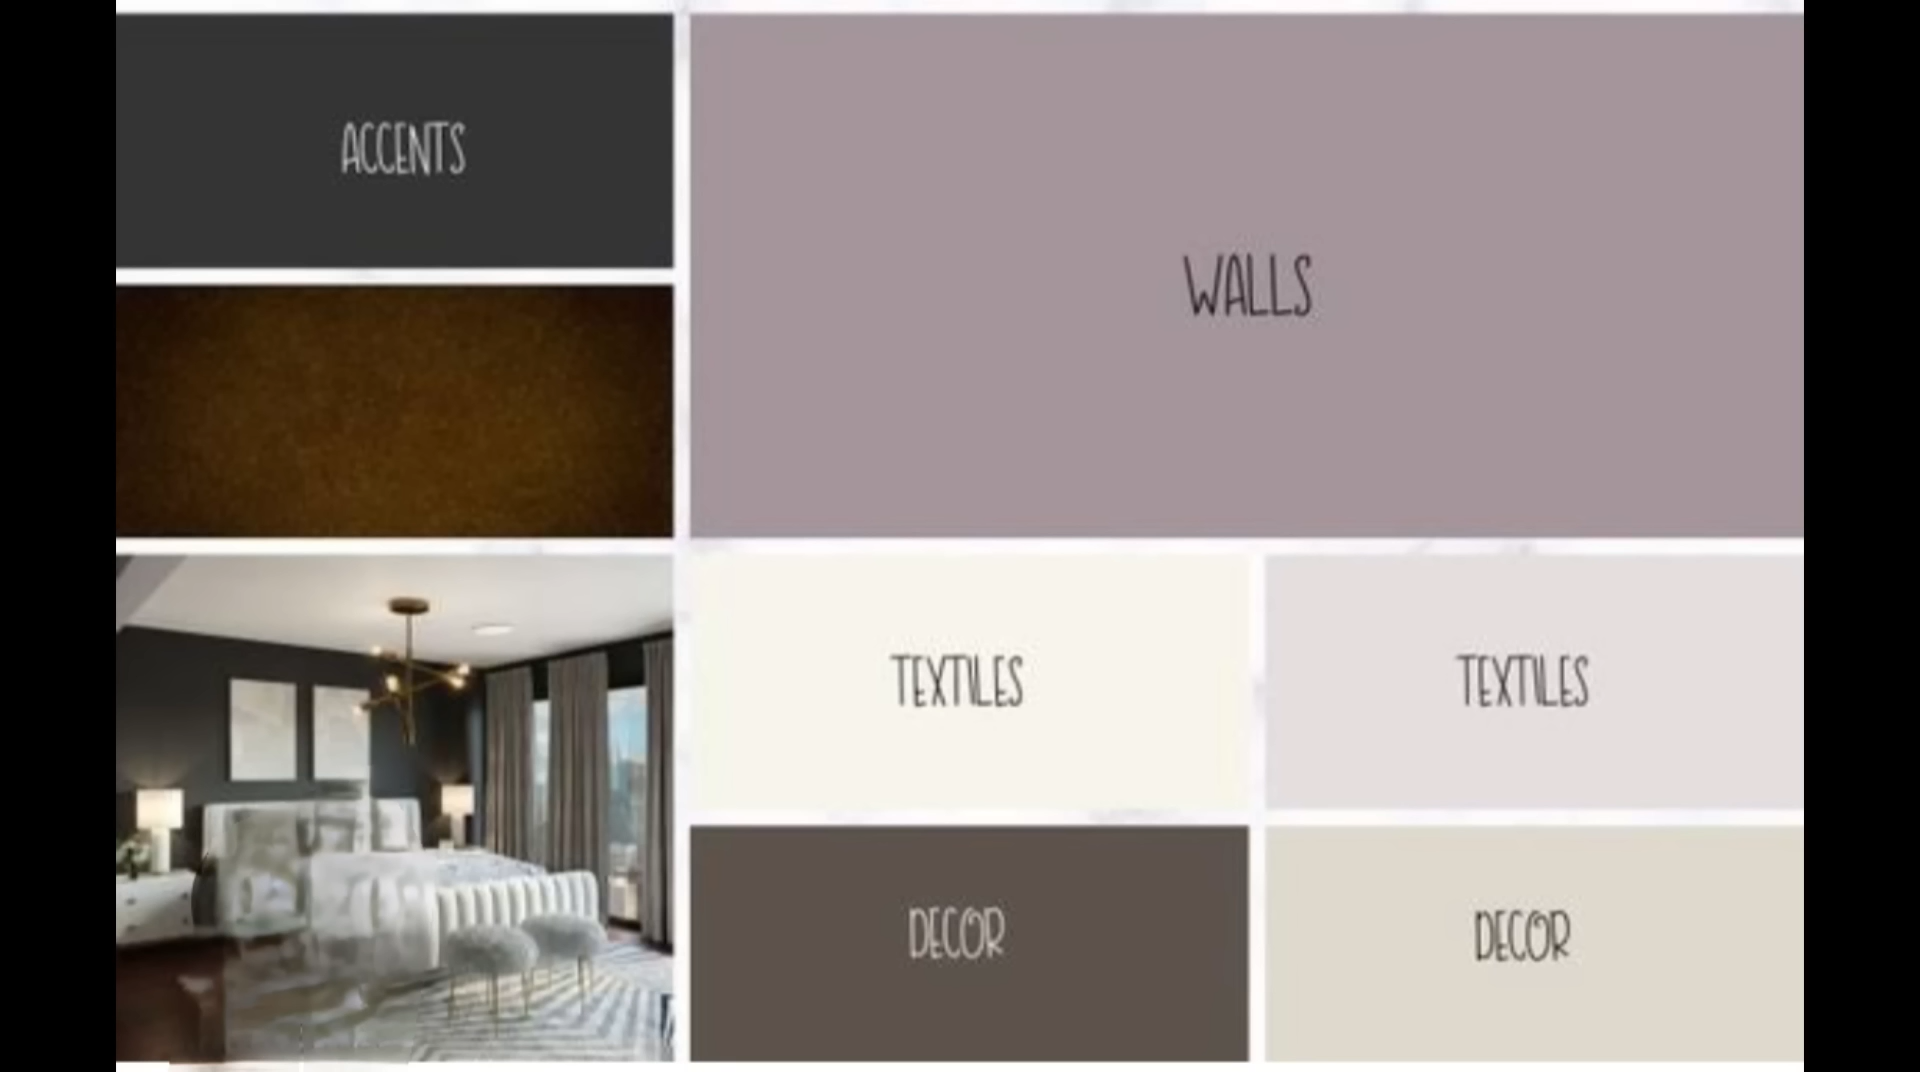 ACCENTS
WALLS
TEXTILES
TEXTILES
DECOR
DECOR